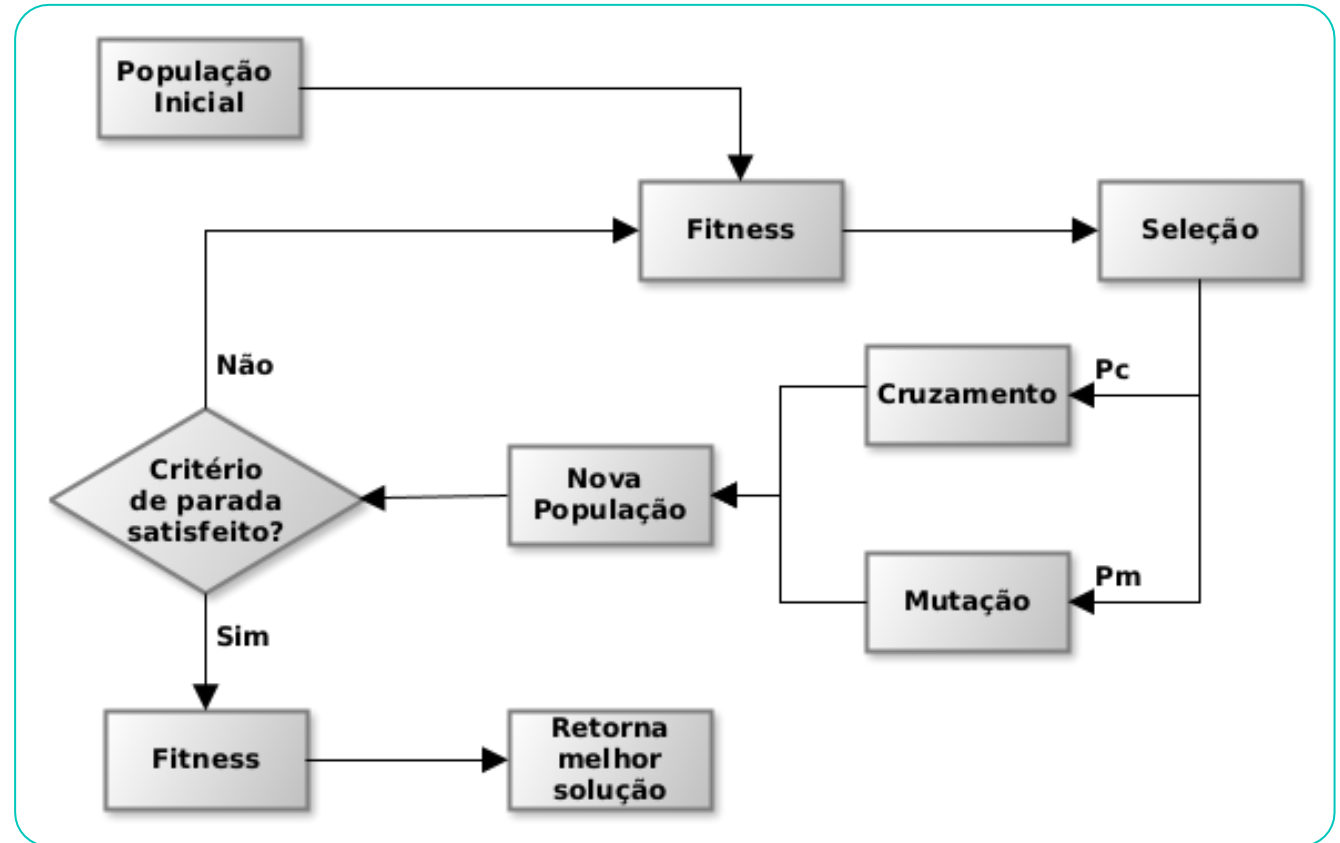 População
Inicial
Fitness
Seleção
Não
Pc
Cruzamento
Critério
de parada
satisfeito?
Nova
População
Pm
Mutação
Sim
Fitness
Retorna
melhor
solução